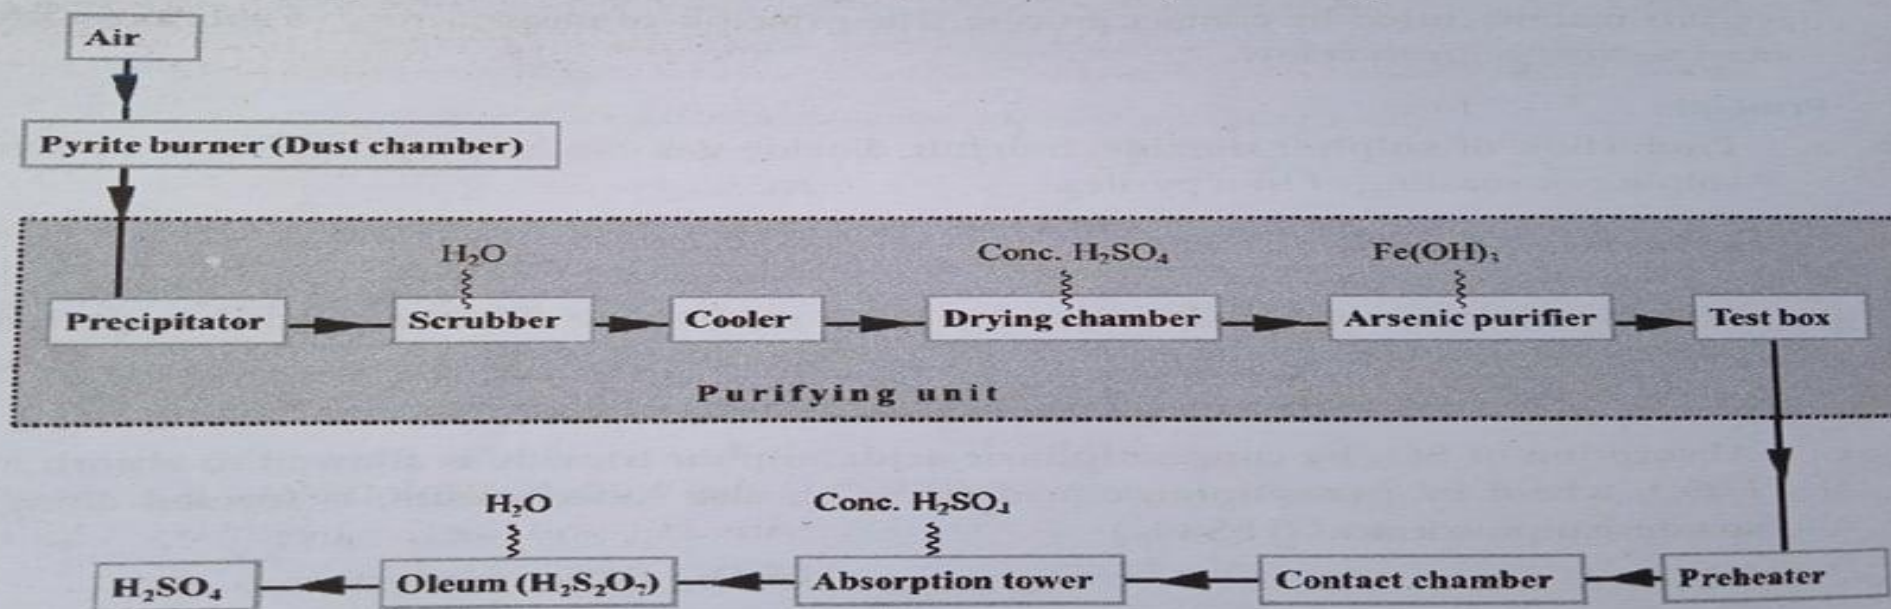 Air
Pyrite burner (Dust chamber)
H₂O
Conc. H₂SO₄
Fe(OH)₃
Precipitator
Scrubber
Cooler
Drying chamber
Arsenic purifier
Test box
Purifying unit
H₂O
Conc. H₂SO₄
H₂SO₄
Oleum (H₂S₂O₇)
Absorption tower
Contact chamber
Preheater